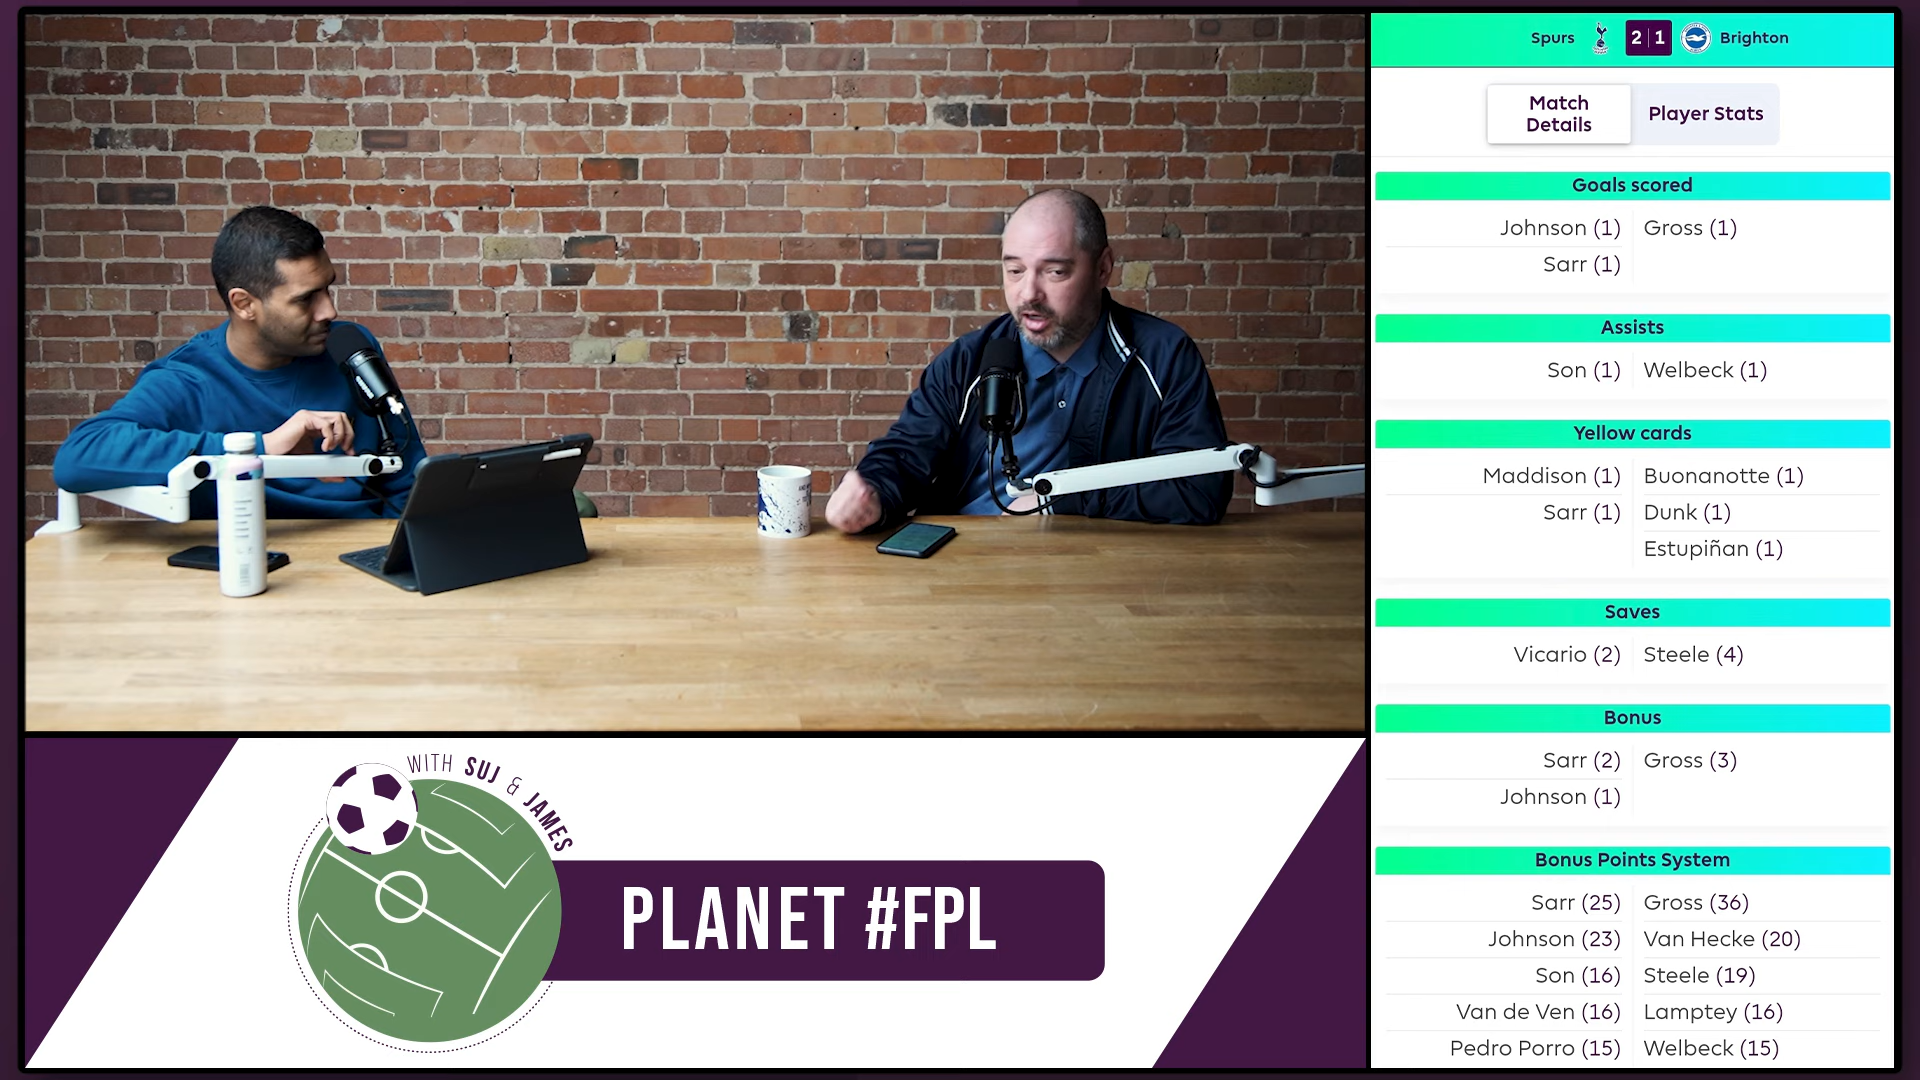 Spurs 2 | 1 Brighton
Match Details
Player Stats
Goals scored
Johnson (1) Gross (1)
Sarr (1)
Assists
Son (1) Welbeck (1)
Yellow cards
Maddison (1) Buonanotte (1)
Sarr (1) Dunk (1)
Estupiñan (1)
Saves
Vicario (2) Steele (4)
Bonus
Sarr (2) Gross (3)
Johnson (1)
Bonus Points System
Sarr (25) Gross (36)
Johnson (23) Van Hecke (20)
Son (16) Steele (19)
Van de Ven (16) Lamptey (16)
Pedro Porro (15) Welbeck (15)
WITH SUJ & JAMES
PLANET #FPL